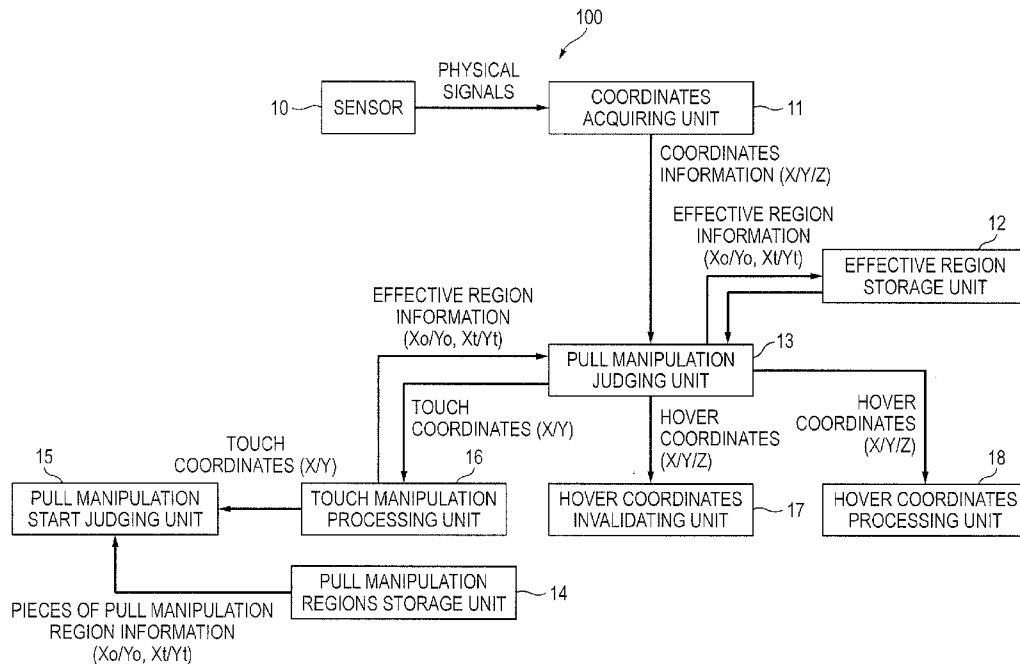 100
PHYSICAL
SIGNALS
10
SENSOR
COORDINATES
ACQUIRING UNIT
11
COORDINATES
INFORMATION (X/Y/Z)
EFFECTIVE REGION
INFORMATION
(Xo/Yo, Xt/Yt)
12
EFFECTIVE REGION
STORAGE UNIT
EFFECTIVE REGION
INFORMATION
(Xo/Yo, Xt/Yt)
13
PULL MANIPULATION
JUDGING UNIT
TOUCH
COORDINATES (X/Y)
HOVER
COORDINATES
(X/Y/Z)
HOVER
COORDINATES
(X/Y/Z)
TOUCH
COORDINATES (X/Y)
15
PULL MANIPULATION
START JUDGING UNIT
16
TOUCH MANIPULATION
PROCESSING UNIT
HOVER COORDINATES
INVALIDATING UNIT
17
18
HOVER COORDINATES
PROCESSING UNIT
PULL MANIPULATION
REGIONS STORAGE UNIT
14
PIECES OF PULL MANIPULATION
REGION INFORMATION
(Xo/Yo, Xt/Yt)